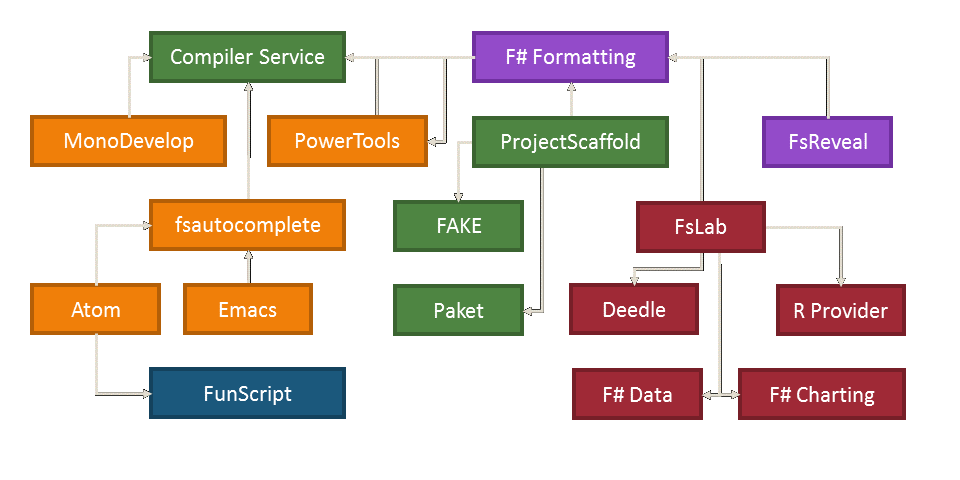 Compiler Service
F# Formatting
MonoDevelop
PowerTools
ProjectScaffold
FsReveal
fsautocomplete
FAKE
FsLab
Atom
Emacs
Paket
Deedle
R Provider
FunScript
F# Data
F# Charting